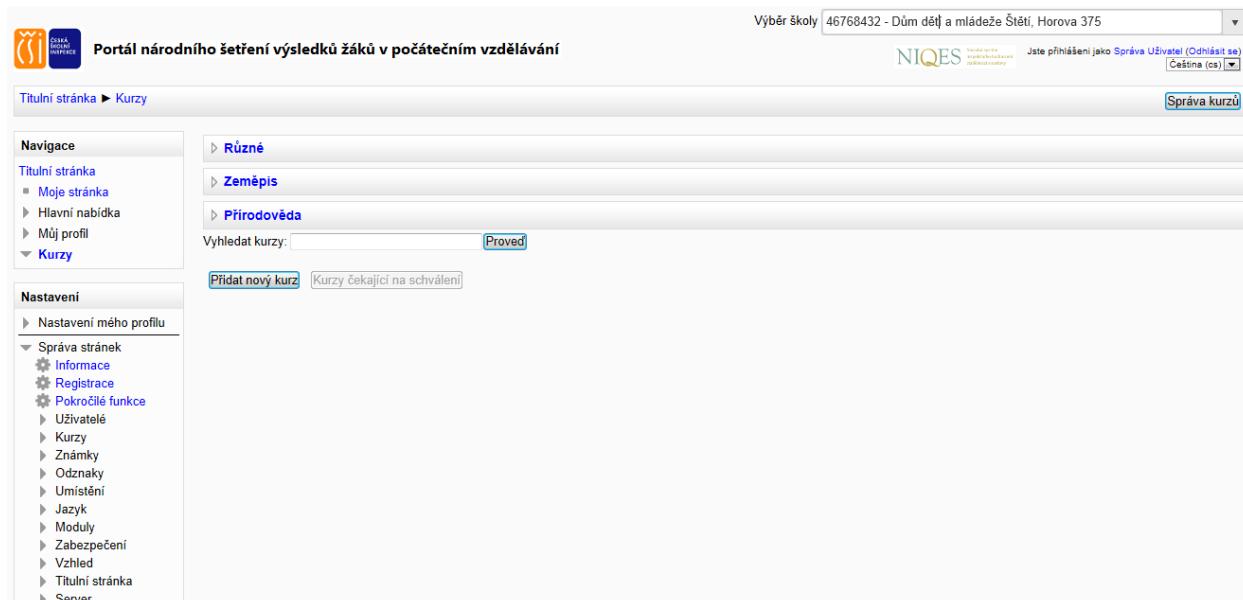 Výběr školy 46768432 - Dům dětí a mládeže Štětí, Horova 375
ČŠI ČESKÁ ŠKOLNÍ INSPEKCE
Portál národního šetření výsledků žáků v počátečním vzdělávání
NIQES
Jste přihlášeni jako Správa Uživatel (Odhlásit se)
Čeština (cs)
Titulní stránka ► Kurzy
Správa kurzů
Navigace
Titulní stránka
Moje stránka
Hlavní nabídka
Můj profil
Kurzy
Nastavení
Nastavení mého profilu
Správa stránek
Informace
Registrace
Pokročilé funkce
Uživatelé
Kurzy
Známky
Odznaky
Umístění
Jazyk
Moduly
Zabezpečení
Vzhled
Titulní stránka
Server
Různé
Zeměpis
Přírodověda
Vyhledat kurzy: Proveď
Přidat nový kurz Kurzy čekající na schválení